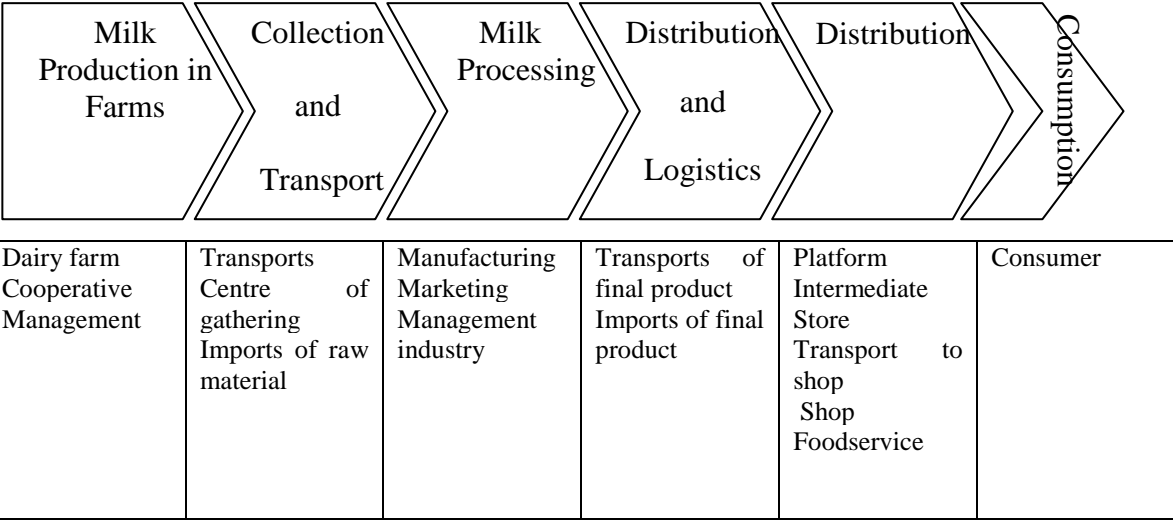 Milk
Production in
Farms
Collection
and
Transport
Milk
Processing
Distribution
and
Logistics
Distribution
Consumption
Dairy farm
Cooperative
Management
Transports
Centre of
gathering
Imports of raw
material
Manufacturing
Marketing
Management
industry
Transports of
final product
Imports of final
product
Platform
Intermediate
Store
Transport to
shop
Shop
Foodservice
Consumer